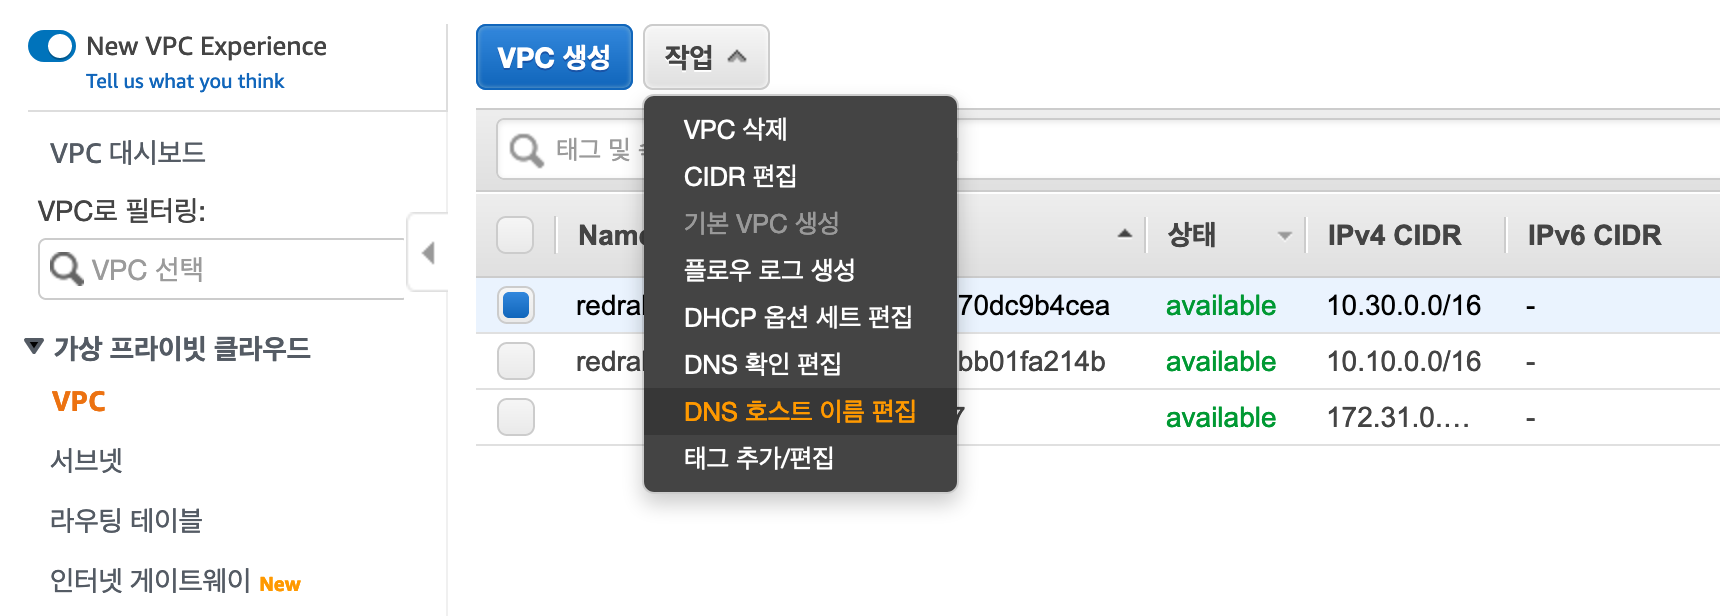 New VPC Experience
Tell us what you think
VPC 대시보드
VPC로 필터링:
VPC 선택
가상 프라이빗 클라우드
VPC
서브넷
라우팅 테이블
인터넷 게이트웨이 New
VPC 생성 작업
태그 및
VPC 삭제
CIDR 편집
기본 VPC 생성
플로우 로그 생성
DHCP 옵션 세트 편집
DNS 확인 편집
DNS 호스트 이름 편집
태그 추가/편집
Name 상태 IPv4 CIDR IPv6 CIDR
redra 70dc9b4cea available 10.30.0.0/16 -
redra bb01fa214b available 10.10.0.0/16 -
7 available 172.31.0.... -